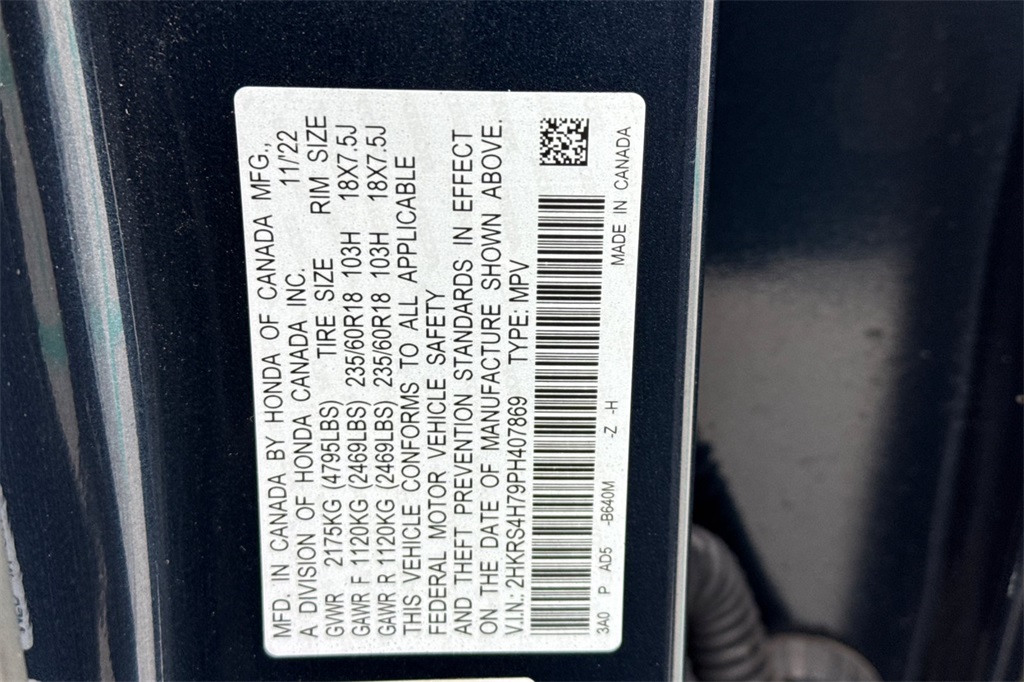 MFD. IN CANADA BY HONDA OF CANADA MFG.,
A DIVISION OF HONDA CANADA INC. 11/22
GVWR 2175KG (4795LBS) TIRE SIZE RIM SIZE
GAWR F 1120KG (2469LBS) 235/60R18 103H 18X7.5J
GAWR R 1120KG (2469LBS) 235/60R18 103H 18X7.5J
THIS VEHICLE CONFORMS TO ALL APPLICABLE
FEDERAL MOTOR VEHICLE SAFETY
AND THEFT PREVENTION STANDARDS IN EFFECT
ON THE DATE OF MANUFACTURE SHOWN ABOVE.
V.I.N.: 2HKRS4H79PH407869 TYPE: MPV
3A0 P AD5 -B640M -Z -H
MADE IN CANADA